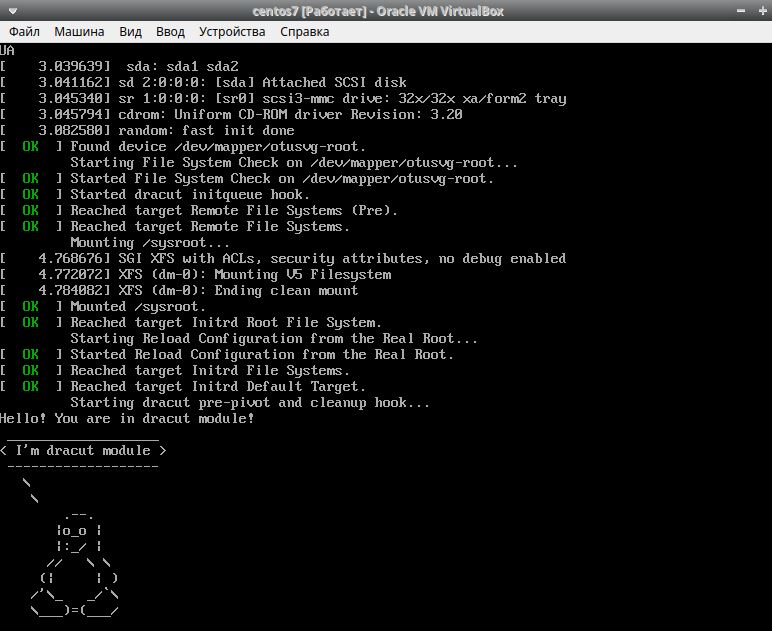 centos7 [Работает] - Oracle VM VirtualBox
Файл Машина Вид Ввод Устройства Справка
UA
[    3.039639]  sda: sda1 sda2
[    3.041162] sd 2:0:0:0: [sda] Attached SCSI disk
[    3.045340] sr 1:0:0:0: [sr0] scsi3-mmc drive: 32x/32x xa/form2 tray
[    3.045794] cdrom: Uniform CD-ROM driver Revision: 3.20
[    3.082580] random: fast init done
[  OK  ] Found device /dev/mapper/otusvg-root.
         Starting File System Check on /dev/mapper/otusvg-root...
[  OK  ] Started File System Check on /dev/mapper/otusvg-root.
[  OK  ] Started dracut initqueue hook.
[  OK  ] Reached target Remote File Systems (Pre).
[  OK  ] Reached target Remote File Systems.
         Mounting /sysroot...
[    4.768676] SGI XFS with ACLs, security attributes, no debug enabled
[    4.772072] XFS (dm-0): Mounting V5 Filesystem
[    4.784082] XFS (dm-0): Ending clean mount
[  OK  ] Mounted /sysroot.
[  OK  ] Reached target Initrd Root File System.
         Starting Reload Configuration from the Real Root...
[  OK  ] Started Reload Configuration from the Real Root.
[  OK  ] Reached target Initrd File Systems.
[  OK  ] Reached target Initrd Default Target.
         Starting dracut pre-pivot and cleanup hook...
Hello! You are in dracut module!
 ___________________
< I'm dracut module >
 -------------------
   \
    \
        .--.
       |o_o |
       |:_/ |
      //   \ \
     (|     | )
    /'\_   _/`\
    \___)=(___/